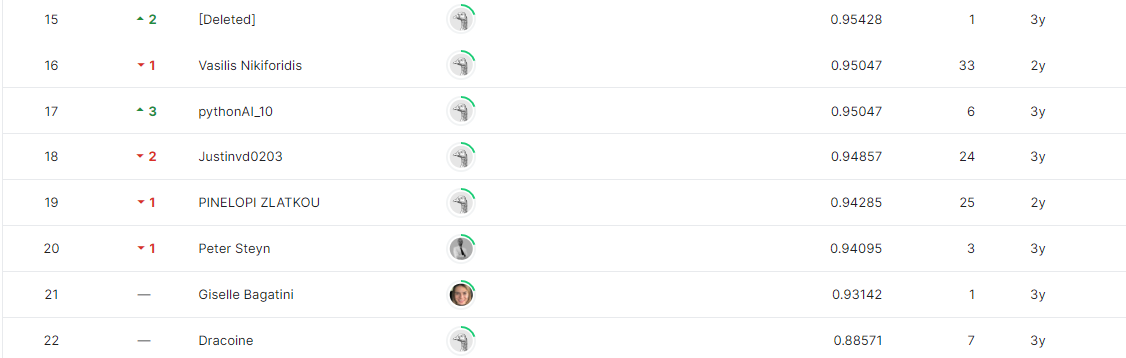 15 2 [Deleted] 0.95428 1 3y
16 1 Vasilis Nikiforidis 0.95047 33 2y
17 3 pythonAI_10 0.95047 6 3y
18 2 Justinvd0203 0.94857 24 3y
19 1 PINELOPI ZLATKOU 0.94285 25 2y
20 1 Peter Steyn 0.94095 3 3y
21 — Giselle Bagatini 0.93142 1 3y
22 — Dracoine 0.88571 7 3y